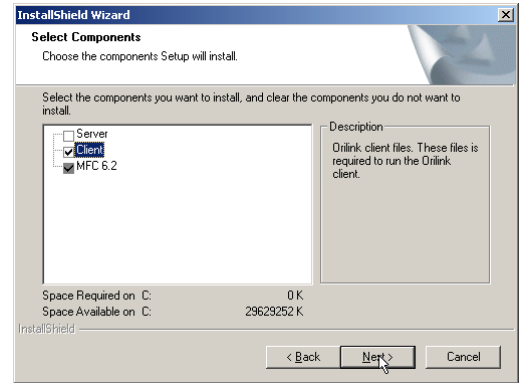 InstallShield Wizard
Select Components
Choose the components Setup will install.
Select the components you want to install, and clear the components you do not want to
install.
Server
Client
MFC 6.2
Description
Orilink client files. These files is
required to run the Orilink
client.
Space Required on C: 0 K
Space Available on C: 29629252 K
InstallShield
< Back Next > Cancel